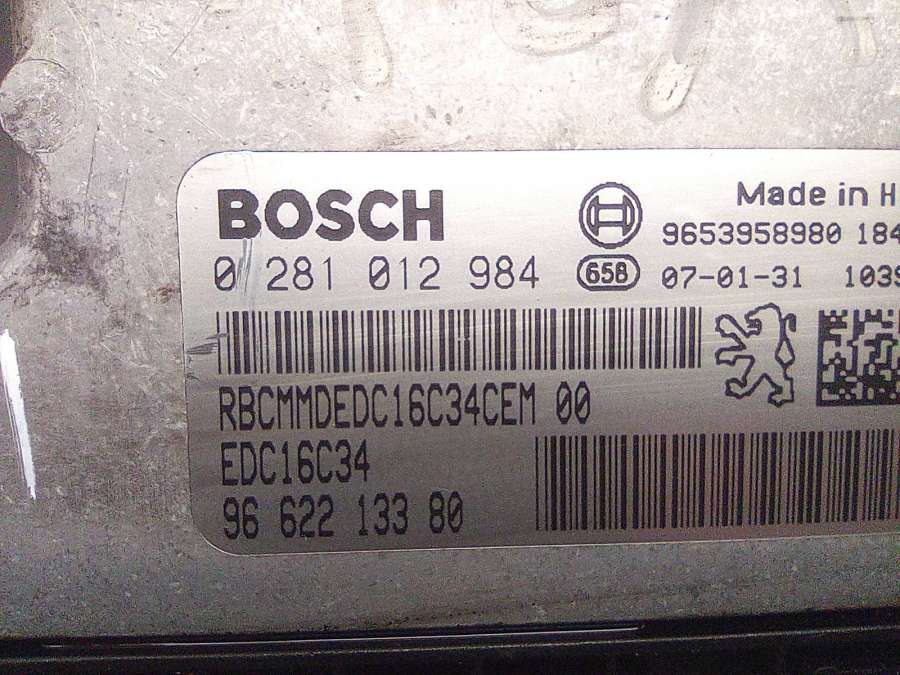 BOSCH
Made in H
9653958980 184
0 281 012 984
658
07-01-31 1039
RBCMMDEDC16C34CEM 00
EDC16C34
96 622 133 80